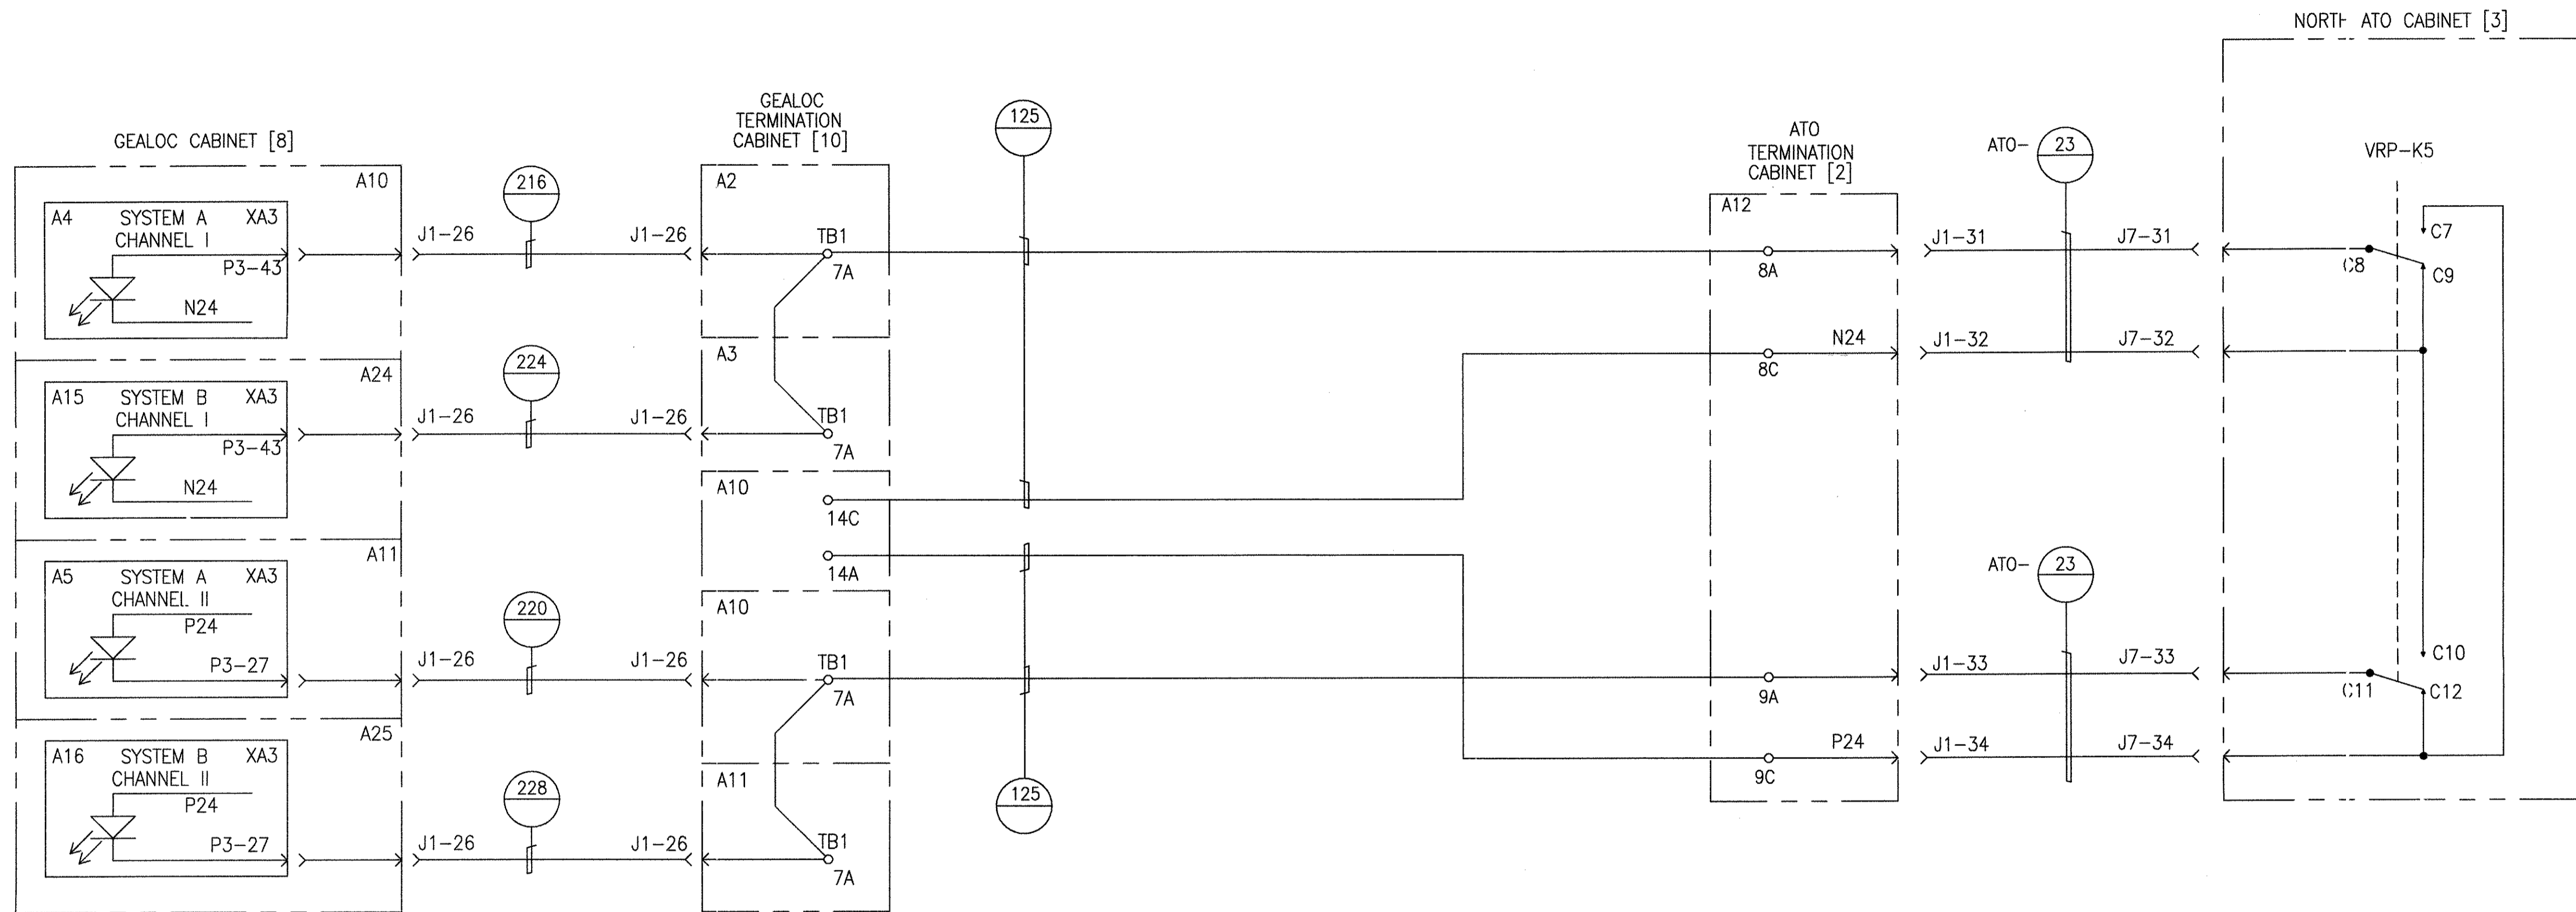 NORTH ATO CABINET [3]
GEALOC
TERMINATION
CABINET [10]
125
ATO
TERMINATION
CABINET [2]
ATO-
23
VRP-K5
GEALOC CABINET [8]
A10
A4
SYSTEM A
XA3
CHANNEL I
P3-43
N24
J1-26
216
J1-26
A2
TB1
7A
A12
8A
J1-31
J7-31
C8
C7
C9
A24
A15
SYSTEM B
XA3
CHANNEL I
P3-43
N24
J1-26
224
J1-26
A3
TB1
7A
8C
N24
J1-32
J7-32
A10
14C
14A
A11
A5
SYSTEM A
XA3
CHANNEL II
P24
P3-27
J1-26
220
J1-26
A10
TB1
7A
9A
ATO-
23
J1-33
J7-33
C11
C10
C12
A25
A16
SYSTEM B
XA3
CHANNEL II
P24
P3-27
J1-26
228
J1-26
A11
TB1
7A
125
9C
P24
J1-34
J7-34